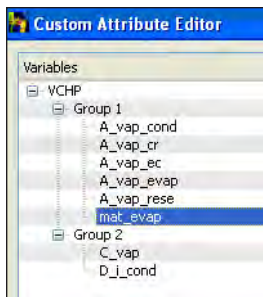 Custom Attribute Editor
Variables
VCHP
Group 1
A_vap_cond
A_vap_cr
A_vap_ec
A_vap_evap
A_vap_rese
mat_evap
Group 2
C_vap
D_i_cond